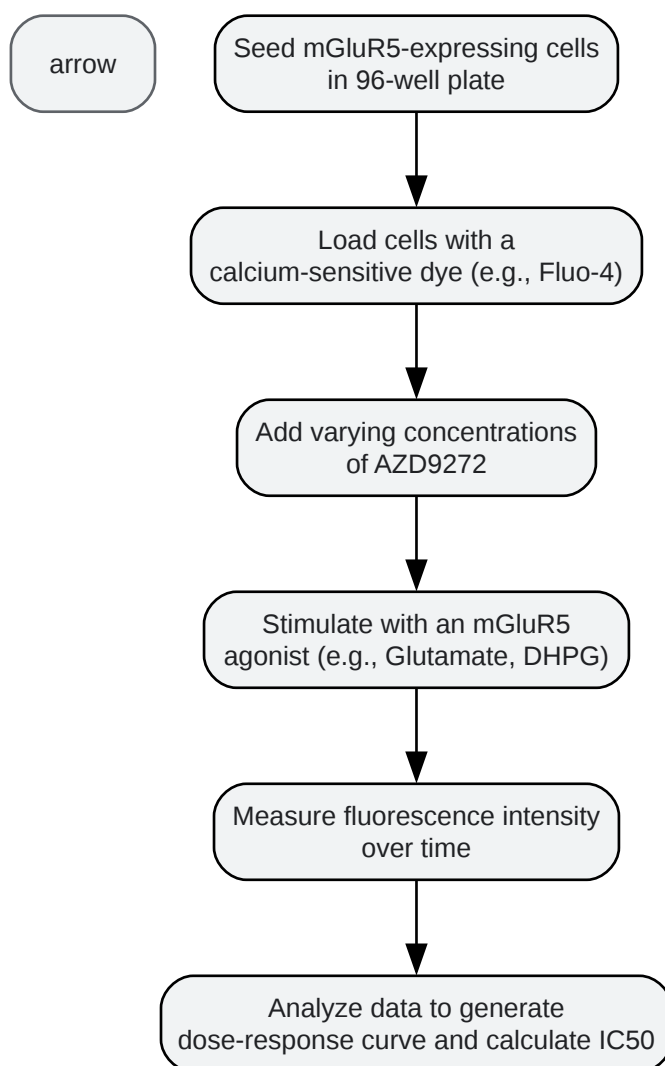 arrow
Seed mGluR5-expressing cells
in 96-well plate
Load cells with a
calcium-sensitive dye (e.g., Fluo-4)
Add varying concentrations
of AZD9272
Stimulate with an mGluR5
agonist (e.g., Glutamate, DHPG)
Measure fluorescence intensity
over time
Analyze data to generate
dose-response curve and calculate IC50